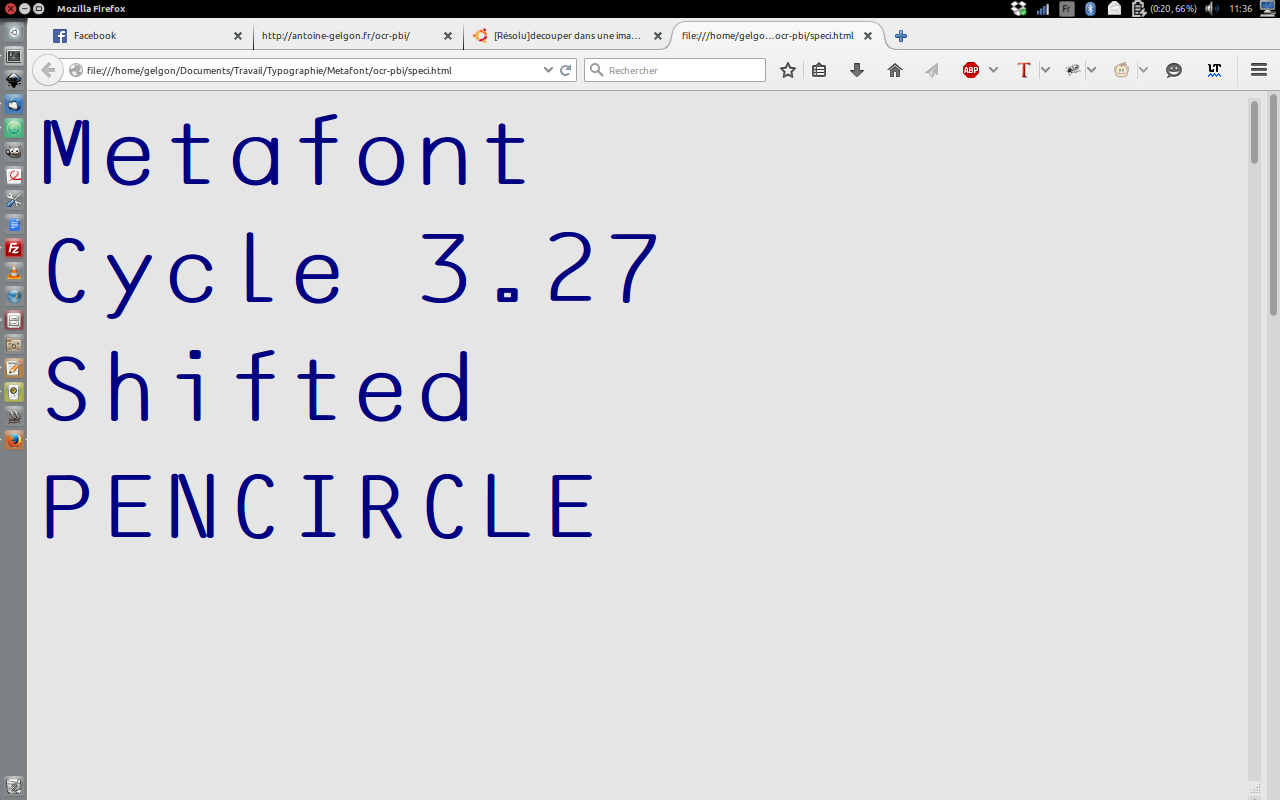 Mozilla Firefox
Fr
(0:20, 66%)
11:36
Facebook
http://antoine-gelgon.fr/ocr-pbi/
[Résolu]decouper dans une ima...
file:///home/gelgo...ocr-pbi/speci.html
file:///home/gelgon/Documents/Travail/Typographie/Metafont/ocr-pbi/speci.html
Rechercher
ABP
T
LT
Metafont
Cycle 3.27
Shifted
PENCIRCLE
Fz